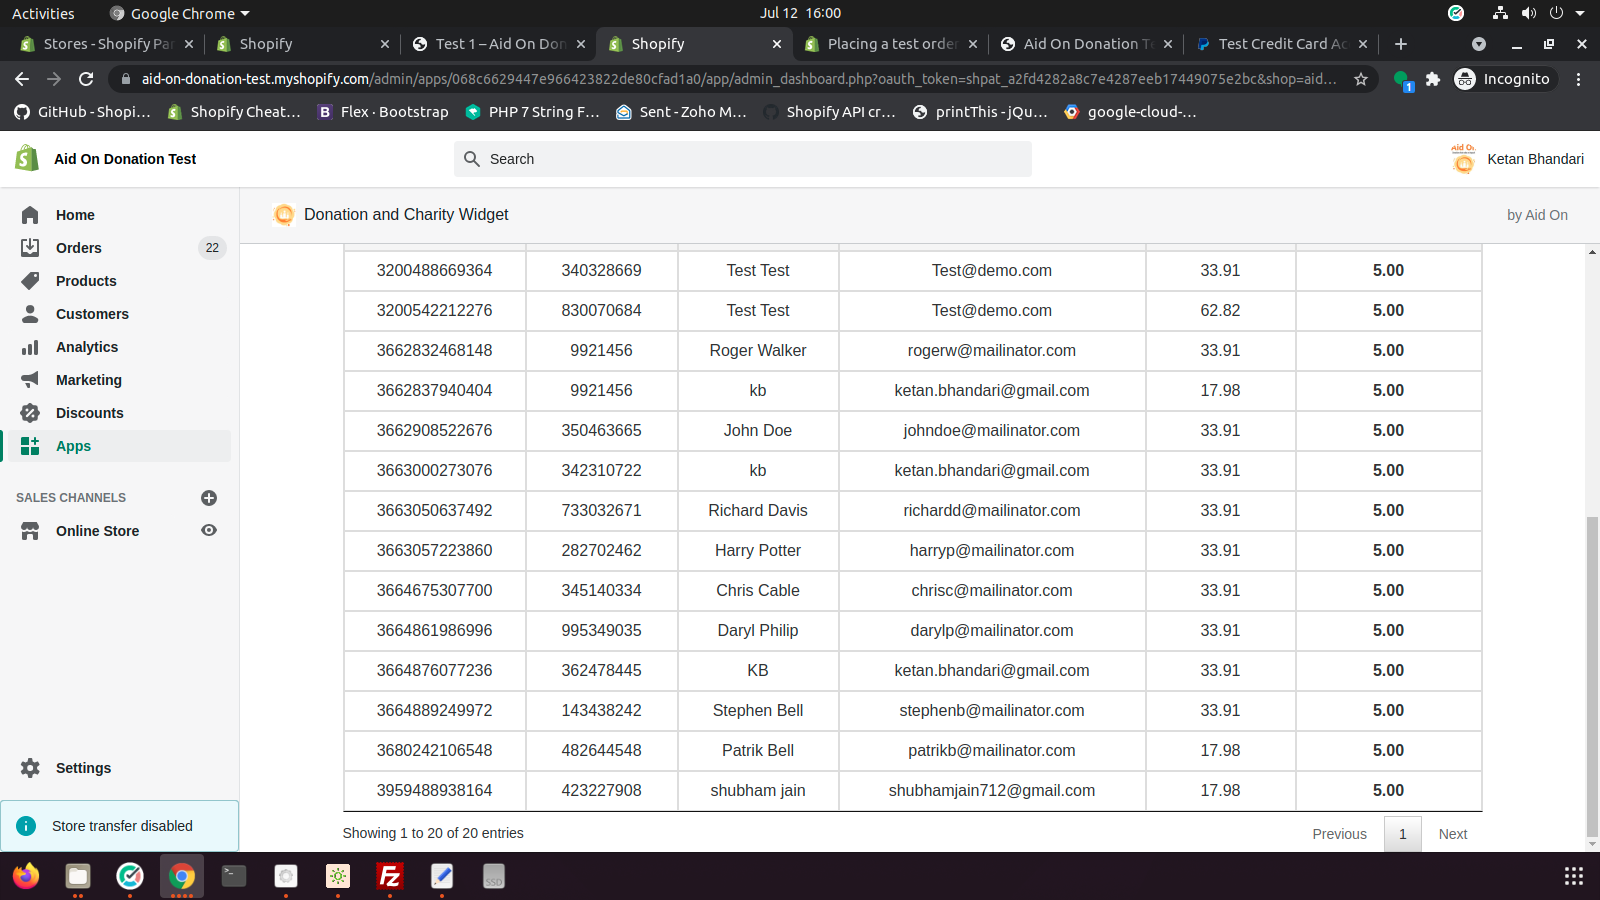 Activities Google Chrome Jul 12 16:00
Stores - Shopify Par Shopify Test 1 – Aid On Don Shopify Placing a test order Aid On Donation Te Test Credit Card Ac
aid-on-donation-test.myshopify.com/admin/apps/068c6629447e966423822de80cfad1a0/app/admin_dashboard.php?oauth_token=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&shop=aid... 1 Incognito
GitHub - Shopi... Shopify Cheat... Flex · Bootstrap PHP 7 String F... Sent - Zoho M... Shopify API cr... printThis - jQu... google-cloud-...
Aid On Donation Test Search Ketan Bhandari
Donation and Charity Widget by Aid On
Home
Orders 22
Products
Customers
Analytics
Marketing
Discounts
Apps
SALES CHANNELS
Online Store
Settings
Store transfer disabled
3200488669364 340328669 Test Test Test@demo.com 33.91 5.00
3200542212276 830070684 Test Test Test@demo.com 62.82 5.00
3662832468148 9921456 Roger Walker rogerw@mailinator.com 33.91 5.00
3662837940404 9921456 kb ketan.bhandari@gmail.com 17.98 5.00
3662908522676 350463665 John Doe johndoe@mailinator.com 33.91 5.00
3663000273076 342310722 kb ketan.bhandari@gmail.com 33.91 5.00
3663050637492 733032671 Richard Davis richardd@mailinator.com 33.91 5.00
3663057223860 282702462 Harry Potter harryp@mailinator.com 33.91 5.00
3664675307700 345140334 Chris Cable chrisc@mailinator.com 33.91 5.00
3664861986996 995349035 Daryl Philip darylp@mailinator.com 33.91 5.00
3664876077236 362478445 KB ketan.bhandari@gmail.com 33.91 5.00
3664889249972 143438242 Stephen Bell stephenb@mailinator.com 33.91 5.00
3680242106548 482644548 Patrik Bell patrikb@mailinator.com 17.98 5.00
3959488938164 423227908 shubham jain shubhamjain712@gmail.com 17.98 5.00
Showing 1 to 20 of 20 entries Previous 1 Next
SSD